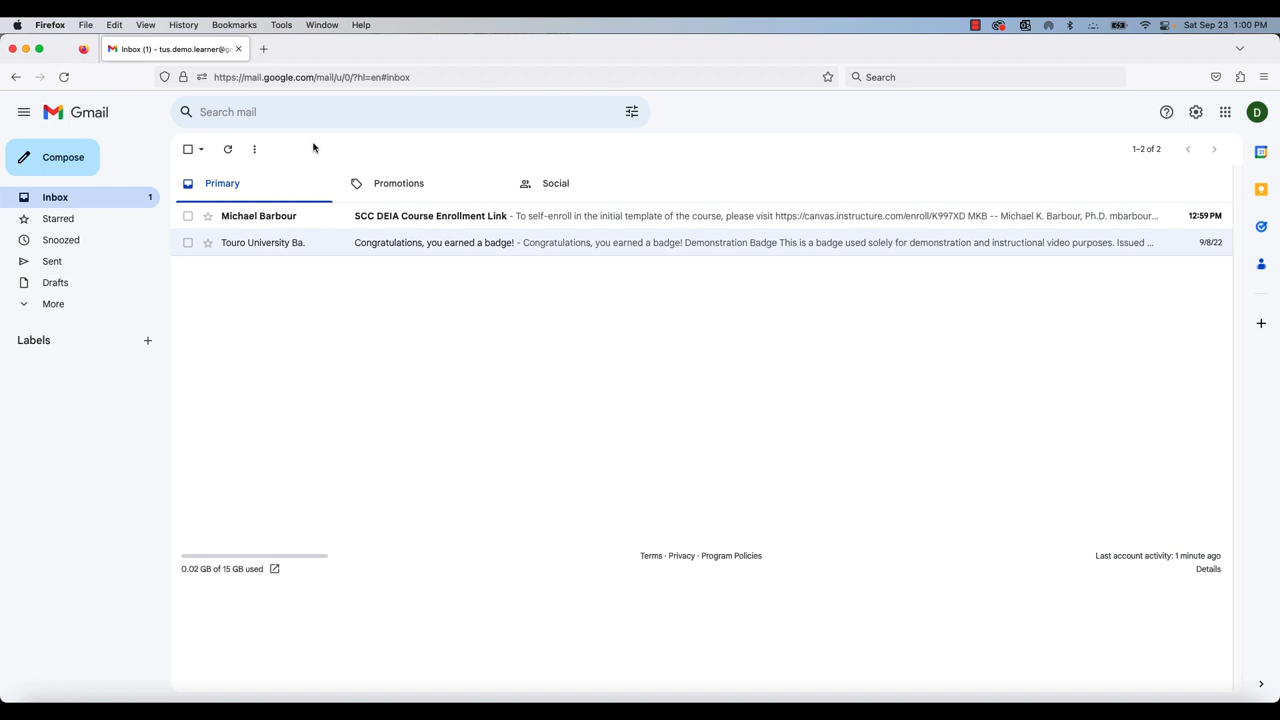 Firefox File Edit View History Bookmarks Tools Window Help Sat Sep 23 1:00 PM
Inbox (1) - tus.demo.learner@g
https://mail.google.com/mail/u/0/?hl=en#inbox Search
Gmail Search mail D
Compose 1–2 of 2
Primary Promotions Social
Inbox 1
Michael Barbour SCC DEIA Course Enrollment Link - To self-enroll in the initial template of the course, please visit https://canvas.instructure.com/enroll/K997XD MKB -- Michael K. Barbour, Ph.D. mbarbour... 12:59 PM
Starred
Touro University Ba. Congratulations, you earned a badge! - Congratulations, you earned a badge! Demonstration Badge This is a badge used solely for demonstration and instructional video purposes. Issued ... 9/8/22
Snoozed
Sent
Drafts
More
Labels
Terms · Privacy · Program Policies Last account activity: 1 minute ago
0.02 GB of 15 GB used Details